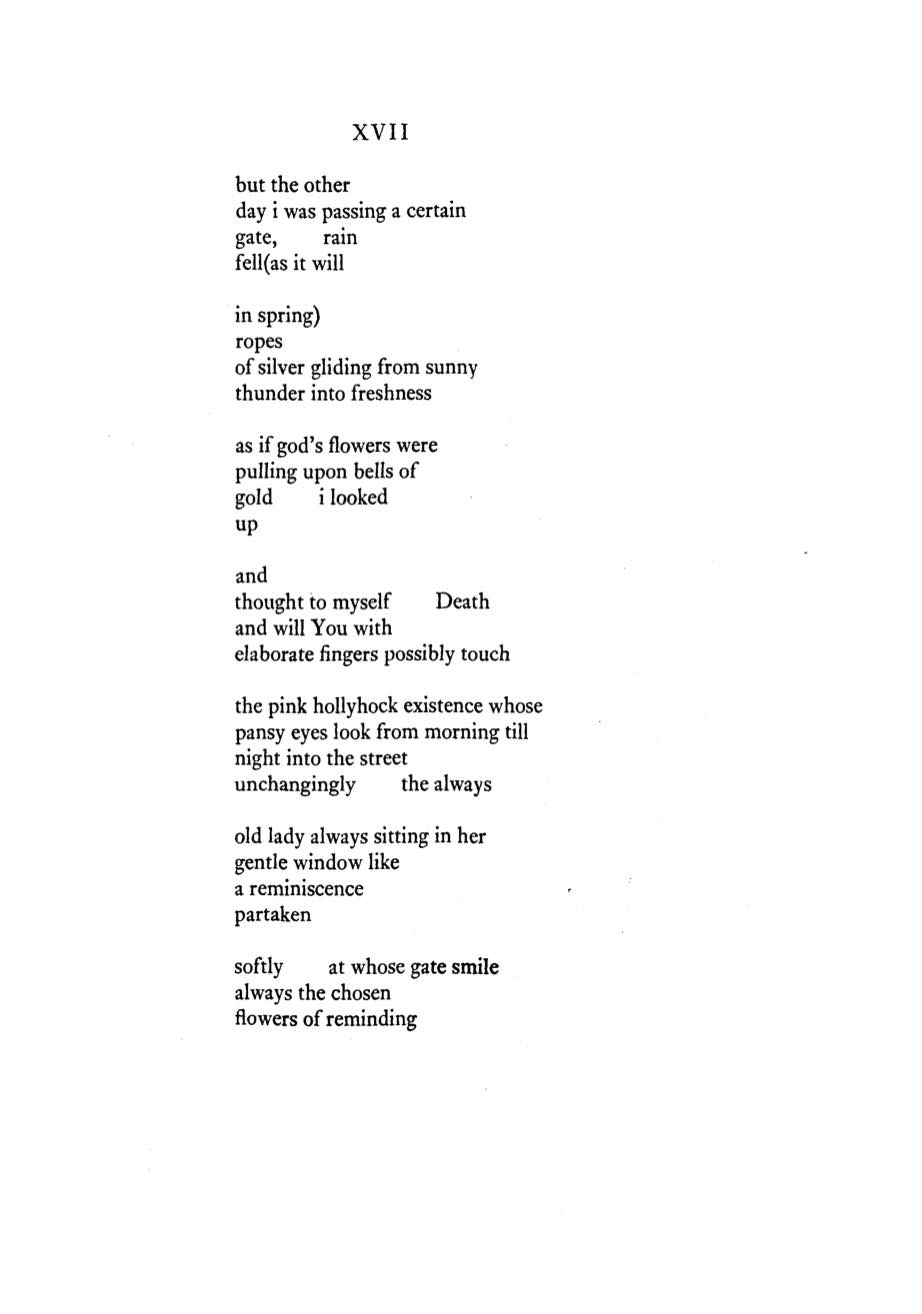 XVII
but the other
day i was passing a certain
gate,       rain
fell(as it will
in spring)
ropes
of silver gliding from sunny
thunder into freshness
as if god's flowers were
pulling upon bells of
gold       i looked
up
and
thought to myself       Death
and will You with
elaborate fingers possibly touch
the pink hollyhock existence whose
pansy eyes look from morning till
night into the street
unchangingly       the always
old lady always sitting in her
gentle window like
a reminiscence
partaken
softly       at whose gate smile
always the chosen
flowers of reminding